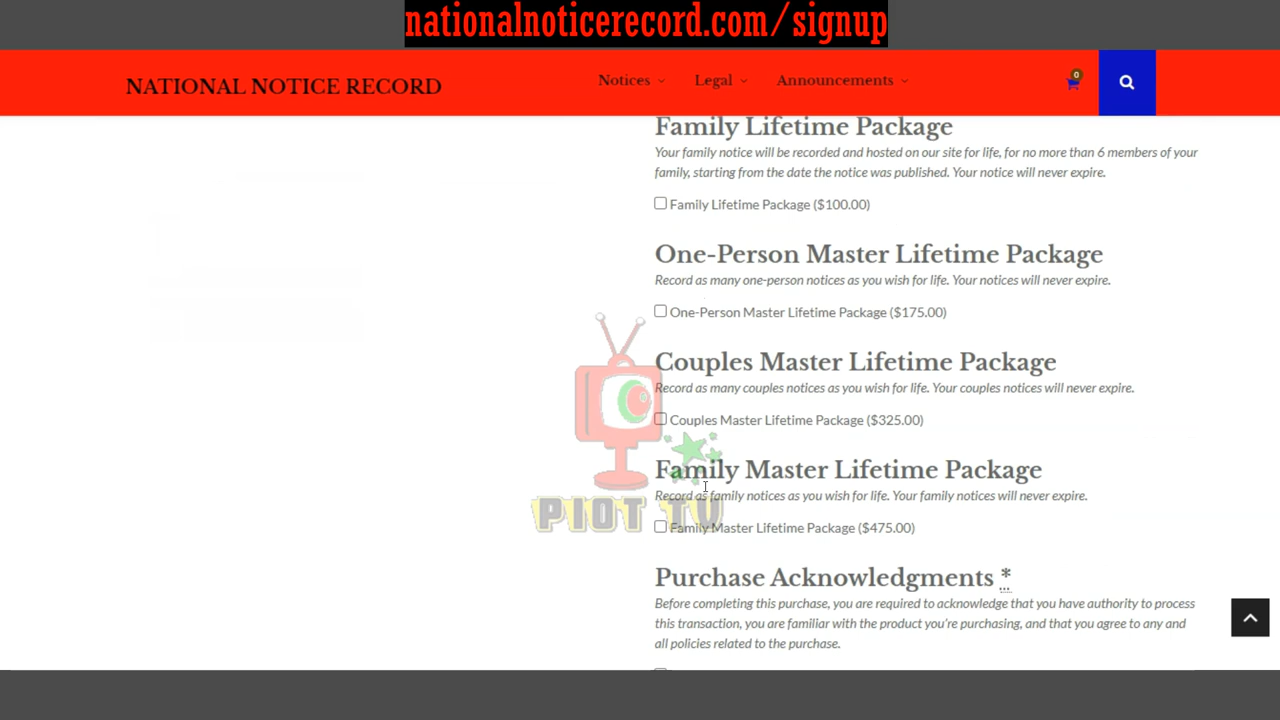 nationalnoticerecord.com/signup
NATIONAL NOTICE RECORD
Notices
Legal
Announcements
0
Family Lifetime Package
Your family notice will be recorded and hosted on our site for life, for no more than 6 members of your
family, starting from the date the notice was published. Your notice will never expire.
Family Lifetime Package ($100.00)
One-Person Master Lifetime Package
Record as many one-person notices as you wish for life. Your notices will never expire.
One-Person Master Lifetime Package ($175.00)
Couples Master Lifetime Package
Record as many couples notices as you wish for life. Your couples notices will never expire.
Couples Master Lifetime Package ($325.00)
Family Master Lifetime Package
Record as family notices as you wish for life. Your family notices will never expire.
PIOT TV
Family Master Lifetime Package ($475.00)
Purchase Acknowledgments *
Before completing this purchase, you are required to acknowledge that you have authority to process
this transaction, you are familiar with the product you're purchasing, and that you agree to any and
all policies related to the purchase.